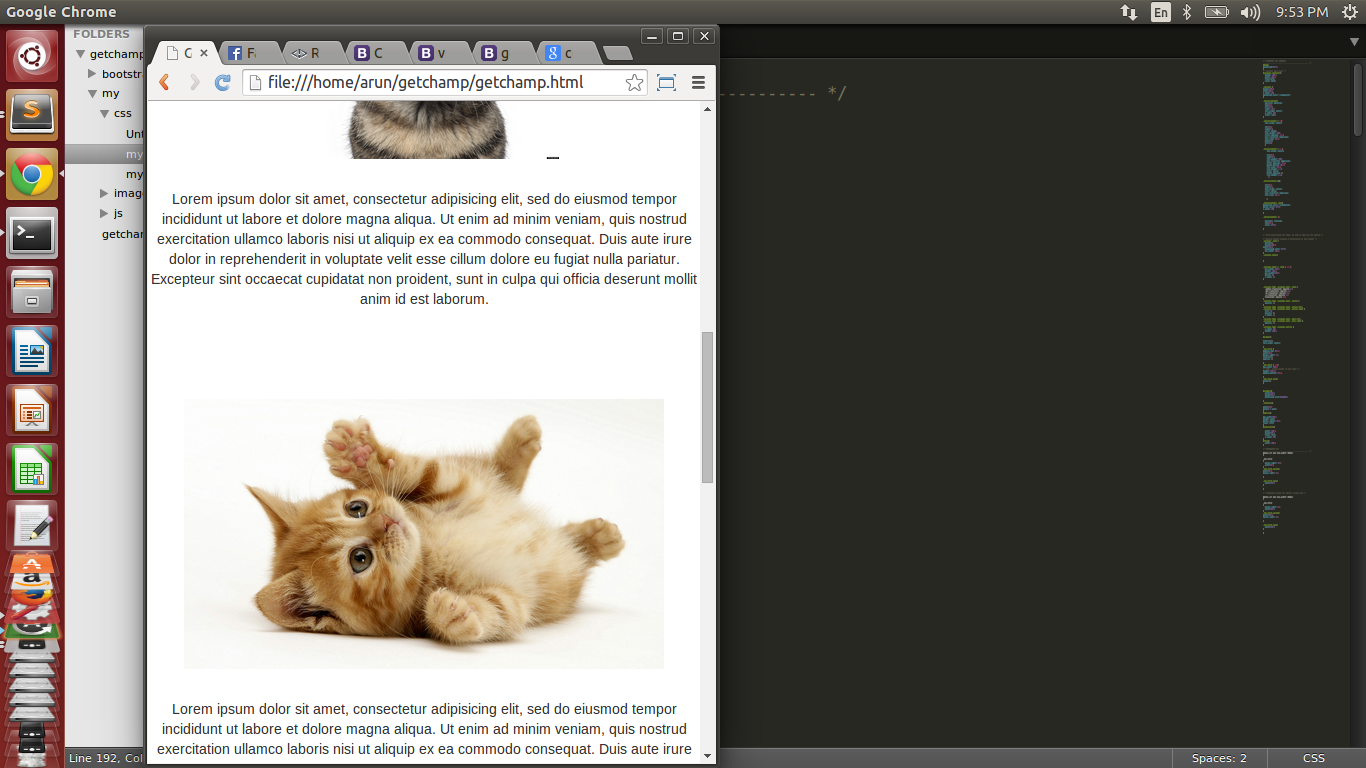 Google Chrome
En
9:53 PM
FOLDERS
getchamp
bootstra
my
css
Unt
my
my
imag
js
getchar
G
Fa
R
B C
B v
B g
8 c
file:///home/arun/getchamp/getchamp.html
---------- */
Lorem ipsum dolor sit amet, consectetur adipisicing elit, sed do eiusmod tempor
incididunt ut labore et dolore magna aliqua. Ut enim ad minim veniam, quis nostrud
exercitation ullamco laboris nisi ut aliquip ex ea commodo consequat. Duis aute irure
dolor in reprehenderit in voluptate velit esse cillum dolore eu fugiat nulla pariatur.
Excepteur sint occaecat cupidatat non proident, sunt in culpa qui officia deserunt mollit
anim id est laborum.
Lorem ipsum dolor sit amet, consectetur adipisicing elit, sed do eiusmod tempor
incididunt ut labore et dolore magna aliqua. Ut enim ad minim veniam, quis nostrud
exercitation ullamco laboris nisi ut aliquip ex ea commodo consequat. Duis aute irure
Line 192, Col
Spaces: 2
CSS